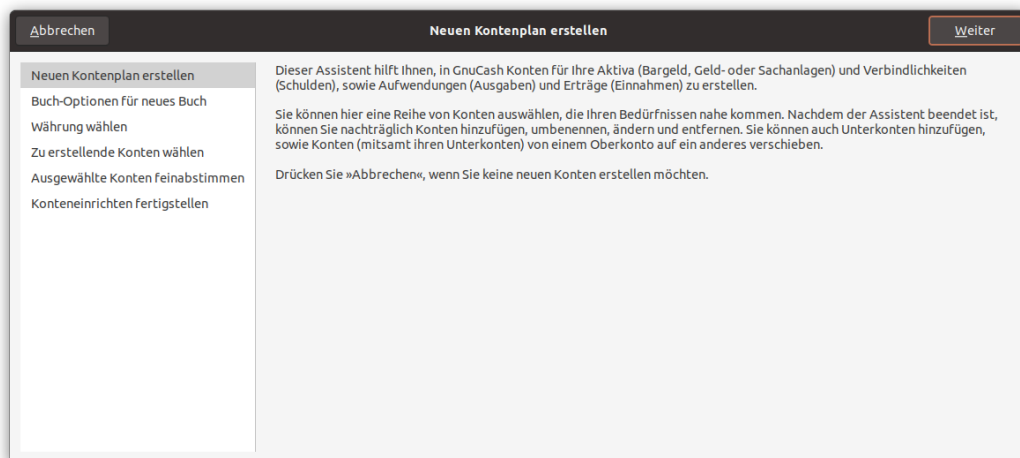 Abbrechen
Neuen Kontenplan erstellen
Weiter
Neuen Kontenplan erstellen
Buch-Optionen für neues Buch
Währung wählen
Zu erstellende Konten wählen
Ausgewählte Konten feinabstimmen
Konteneinrichten fertigstellen
Dieser Assistent hilft Ihnen, in GnuCash Konten für Ihre Aktiva (Bargeld, Geld- oder Sachanlagen) und Verbindlichkeiten
(Schulden), sowie Aufwendungen (Ausgaben) und Erträge (Einnahmen) zu erstellen.
Sie können hier eine Reihe von Konten auswählen, die Ihren Bedürfnissen nahe kommen. Nachdem der Assistent beendet ist,
können Sie nachträglich Konten hinzufügen, umbenennen, ändern und entfernen. Sie können auch Unterkonten hinzufügen,
sowie Konten (mitsamt ihren Unterkonten) von einem Oberkonto auf ein anderes verschieben.
Drücken Sie »Abbrechen«, wenn Sie keine neuen Konten erstellen möchten.